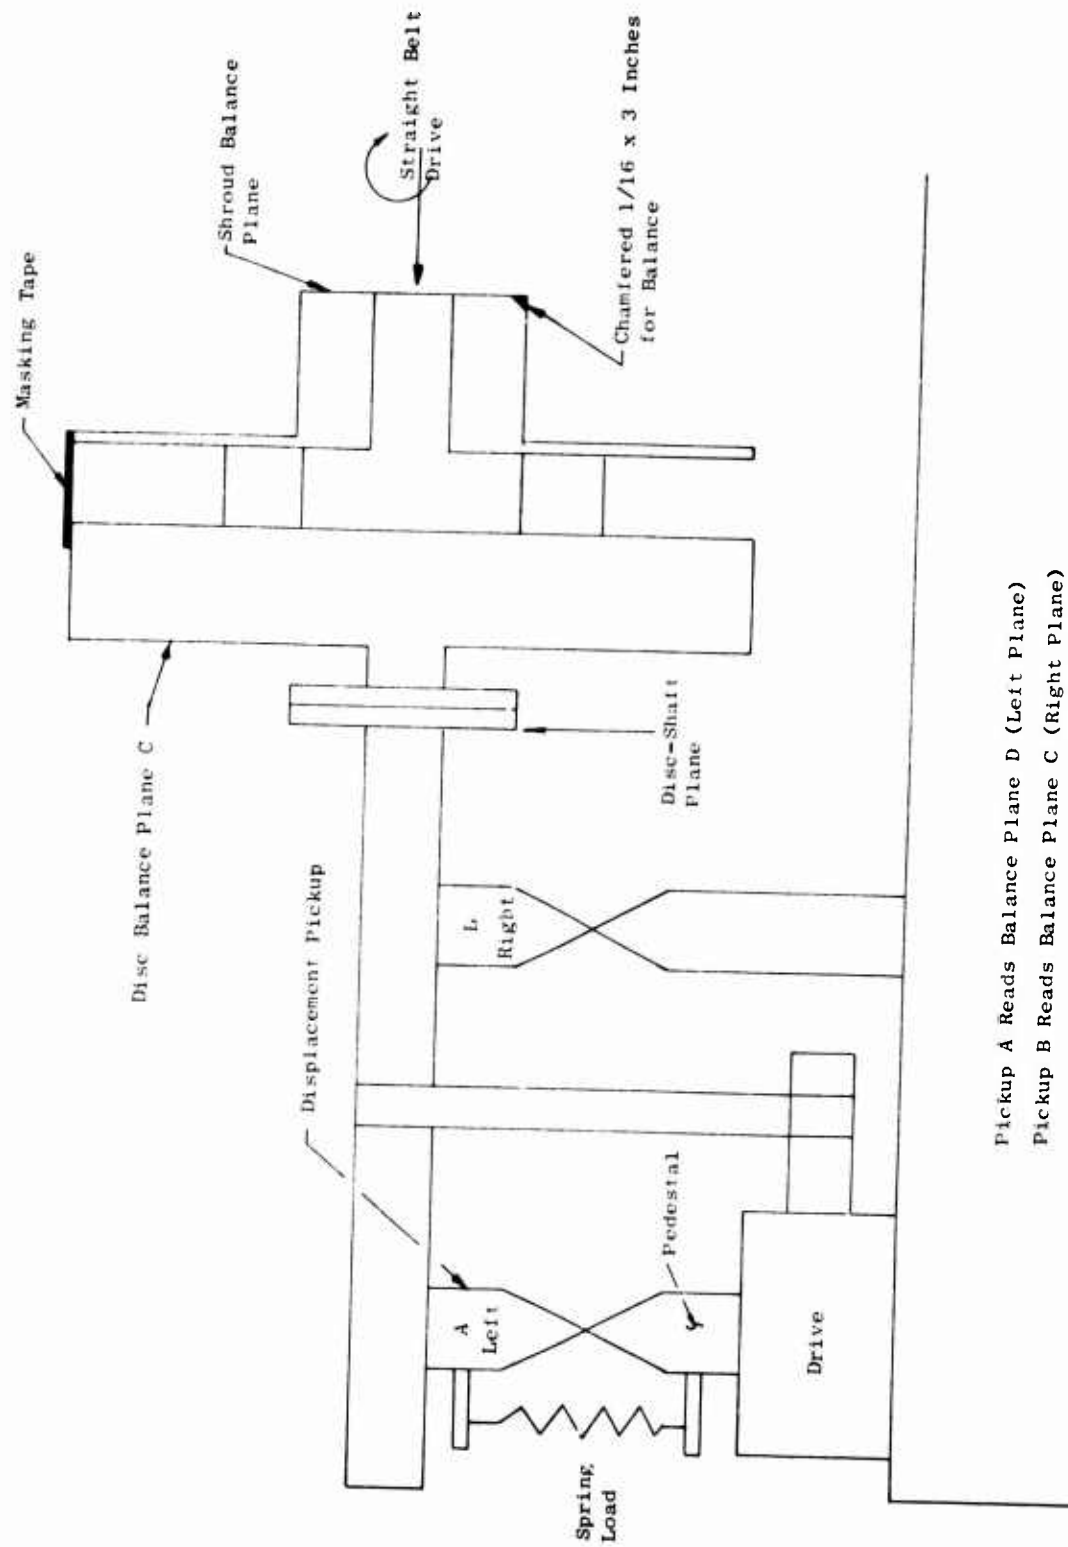 Masking Tape
Shroud Balance
Plane
Straight Belt
Drive
Chamfered 1/16 x 3 Inches
for Balance
Disc Balance Plane C
Displacement Pickup
Disc-Shaft
Plane
L
Right
A
Left
Pedestal
Spring
Load
Drive
Pickup A Reads Balance Plane D (Left Plane)
Pickup B Reads Balance Plane C (Right Plane)